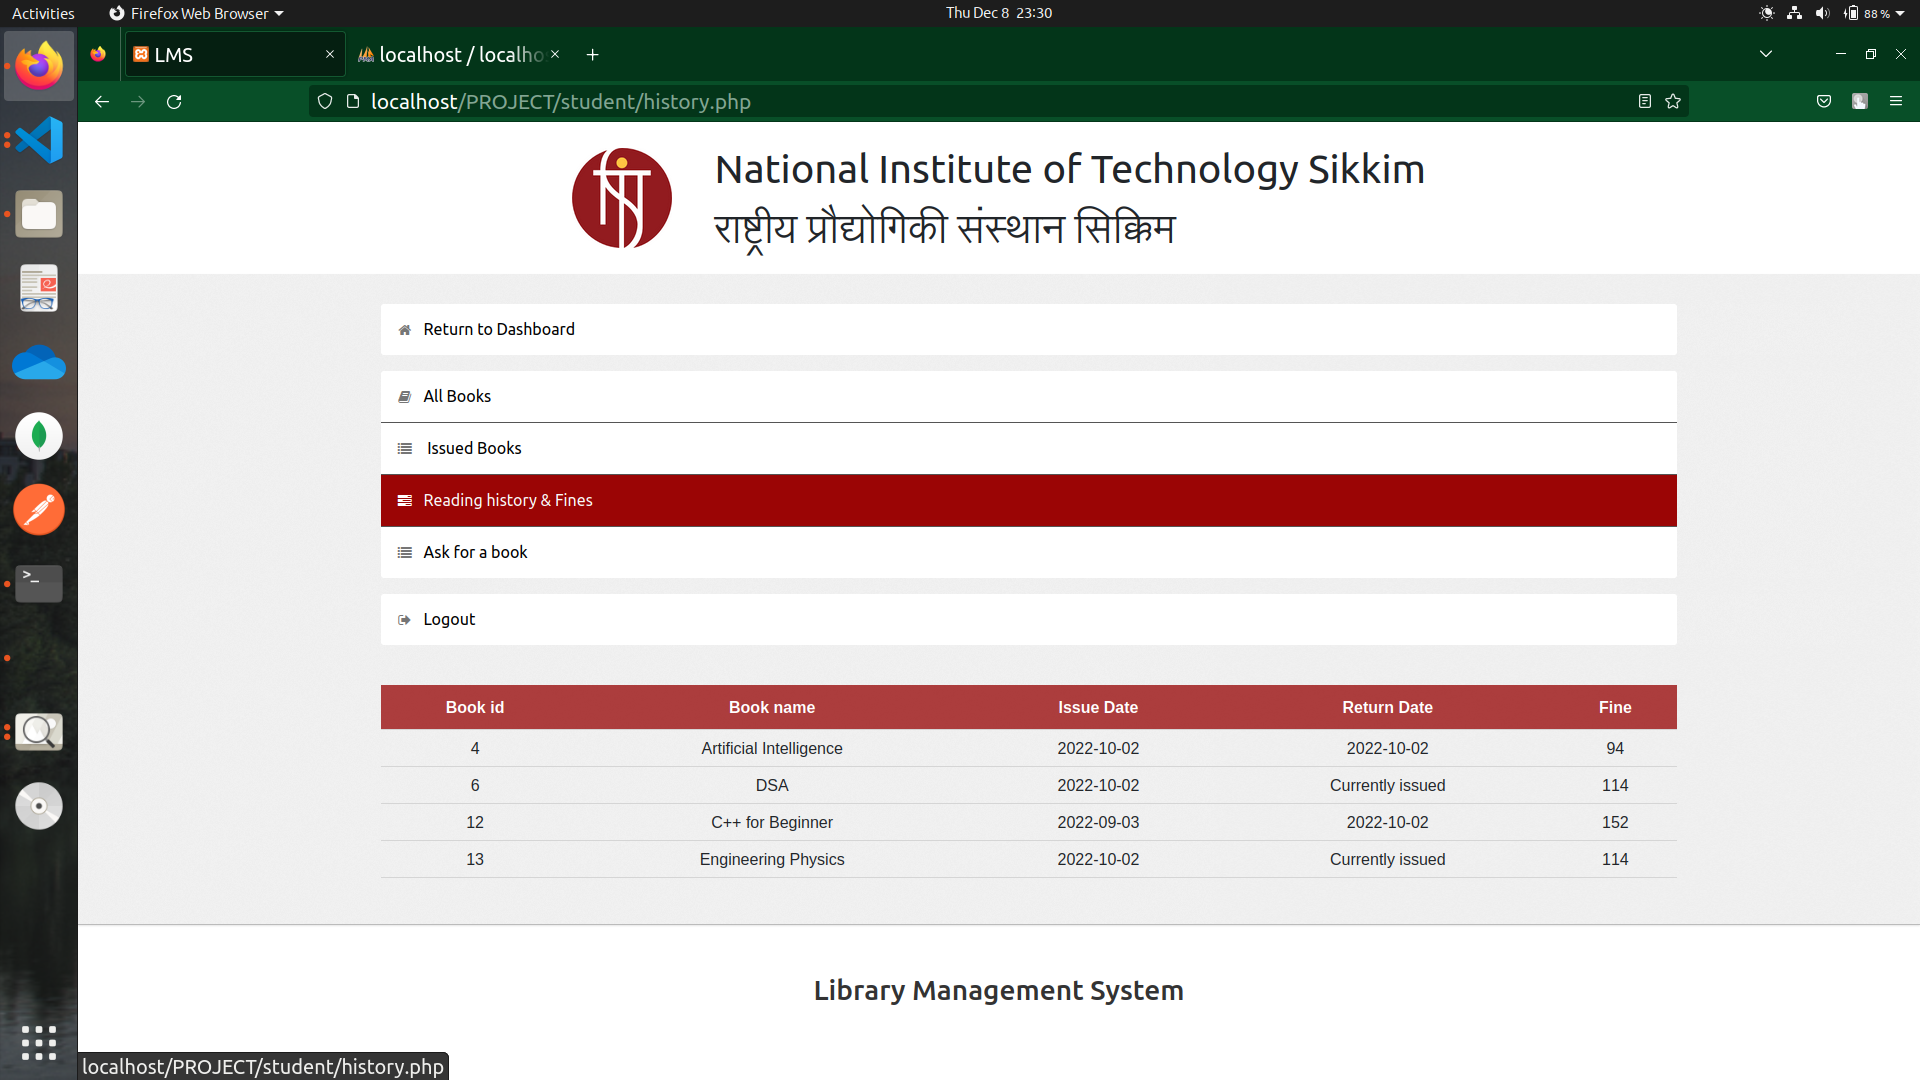 Activities
Firefox Web Browser
Thu Dec 8 23:30
88 %
LMS
localhost / localho
localhost/PROJECT/student/history.php
National Institute of Technology Sikkim
राष्ट्रीय प्रौद्योगिकी संस्थान सिक्किम
Return to Dashboard
All Books
Issued Books
Reading history & Fines
Ask for a book
Logout
Book id Book name Issue Date Return Date Fine
4 Artificial Intelligence 2022-10-02 2022-10-02 94
6 DSA 2022-10-02 Currently issued 114
12 C++ for Beginner 2022-09-03 2022-10-02 152
13 Engineering Physics 2022-10-02 Currently issued 114
Library Management System
localhost/PROJECT/student/history.php